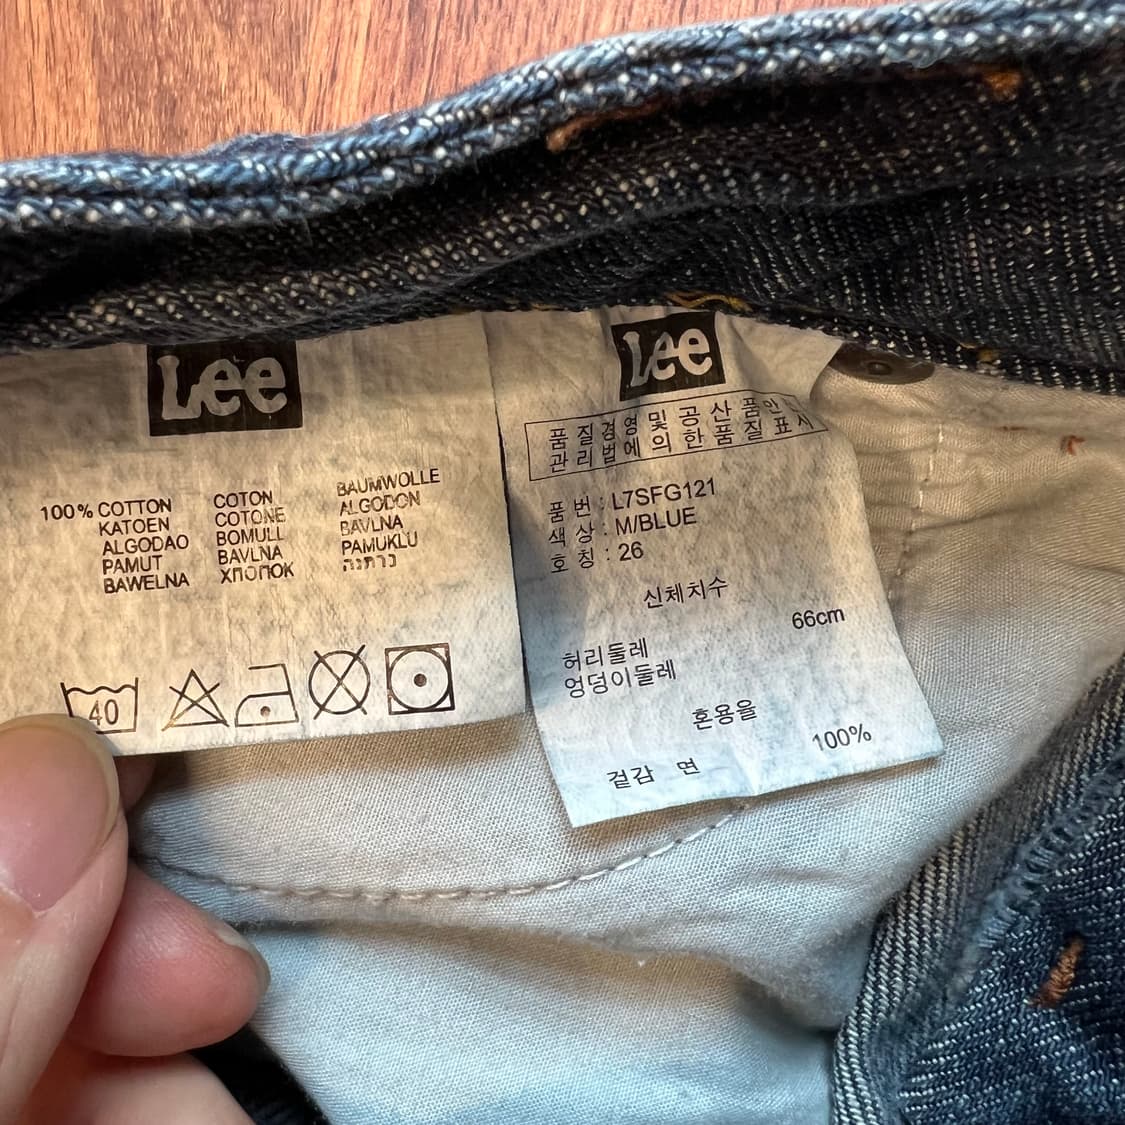 Lee
100% COTTON
KATOEN
ALGODAO
PAMUT
BAWELNA
COTON
COTONE
BOMULL
BAVLNA
ΧΠΟΠΟΚ
BAUMWOLLE
ALGODON
BAVLNA
PAMUKLU
כותנה
40
Lee
품질경영및공산품안
관리법에의한품질표시
품 번 : L7SFG121
색 상 : M/BLUE
호 칭 : 26
신체치수
66cm
허리둘레
엉덩이둘레
혼용율
100%
겉감 면